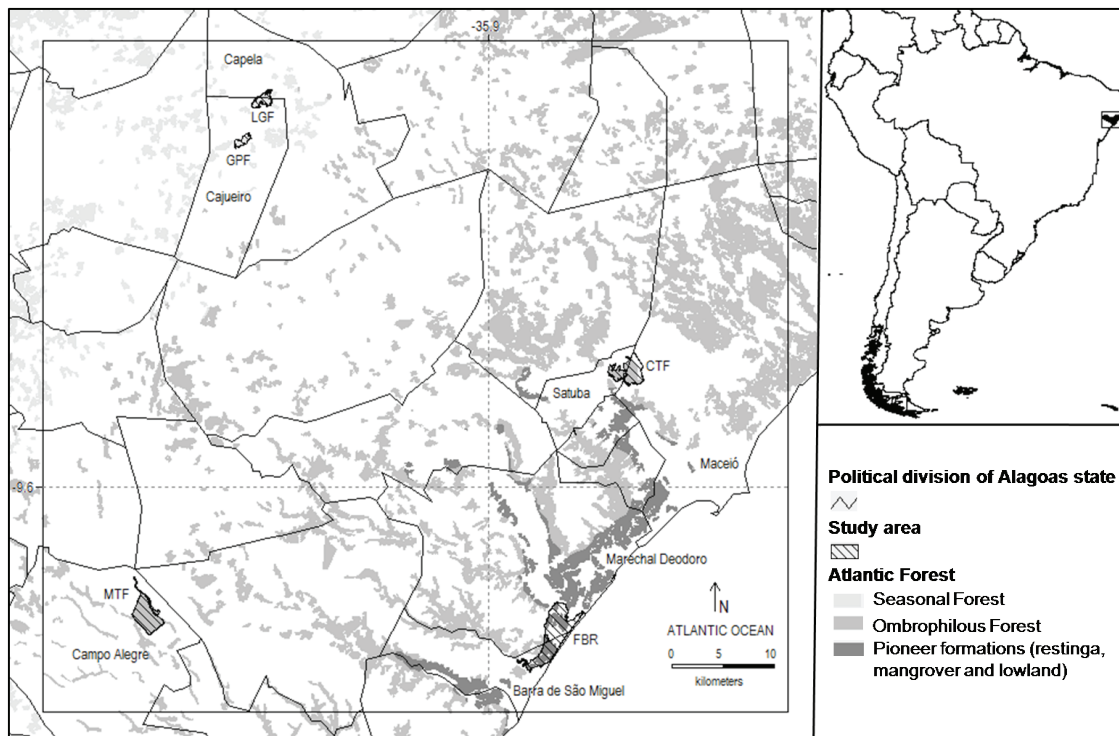 -35.9
Capela
LGF
GPF
Cajueiro
CTF
Satuba
Maceió
-9.6
Marechal Deodoro
MTF
N
FBR
ATLANTIC OCEAN
0 5 10
kilometers
Campo Alegre
Barra de São Miguel
Political division of Alagoas state
Study area
Atlantic Forest
Seasonal Forest
Ombrophilous Forest
Pioneer formations (restinga,
mangrover and lowland)